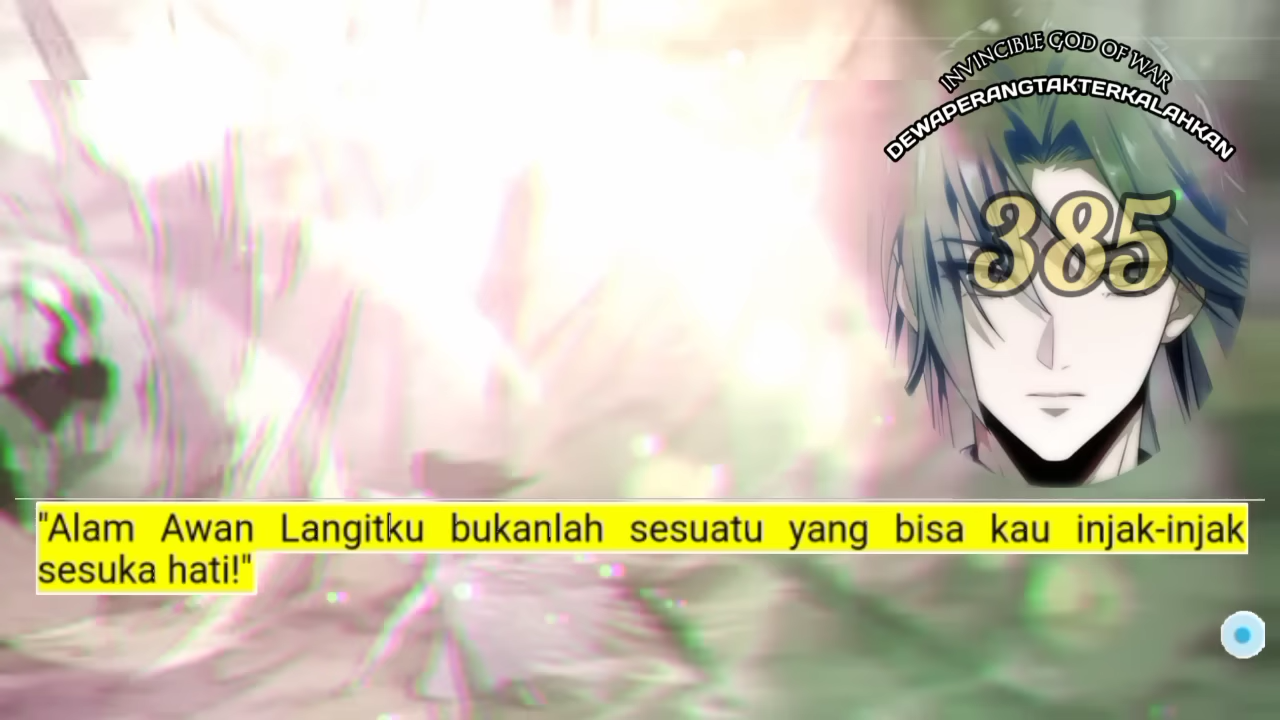 INVINCIBLE GOD OF WAR
DEWAPERANGTAKTERKALAHKAN
385
"Alam Awan Langitku bukanlah sesuatu yang bisa kau injak-injak
sesuka hati!"